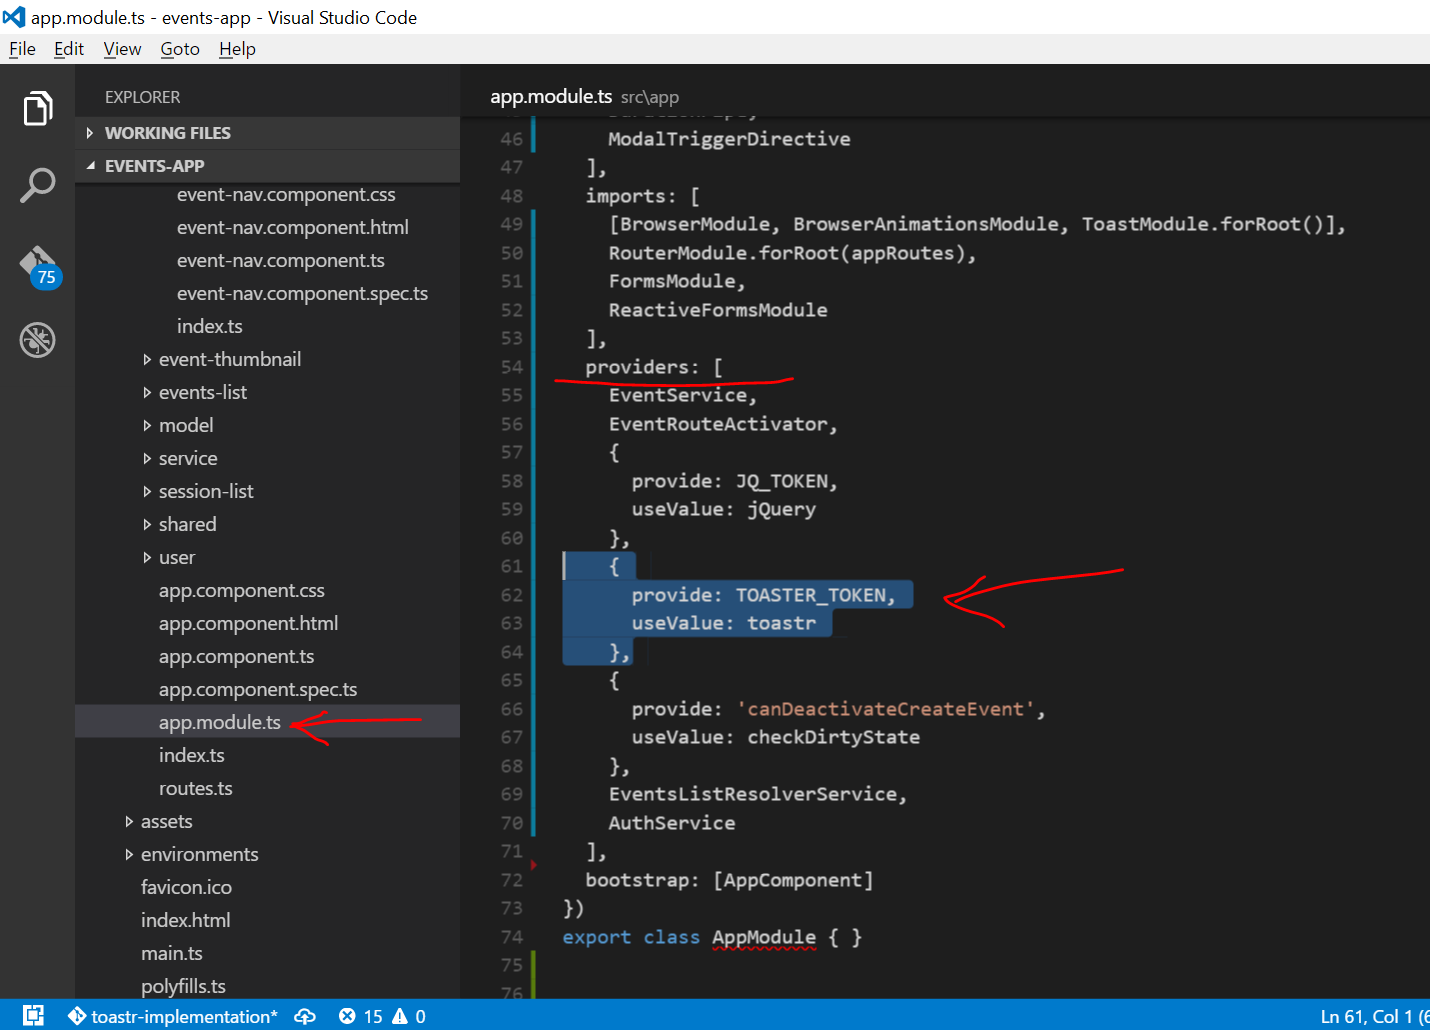 app.module.ts - events-app - Visual Studio Code
File Edit View Goto Help
EXPLORER
WORKING FILES
EVENTS-APP
event-nav.component.css
event-nav.component.html
event-nav.component.ts
event-nav.component.spec.ts
index.ts
event-thumbnail
events-list
model
service
session-list
shared
user
app.component.css
app.component.html
app.component.ts
app.component.spec.ts
app.module.ts
index.ts
routes.ts
assets
environments
favicon.ico
index.html
main.ts
polyfills.ts
75
app.module.ts src\app
46 ModalTriggerDirective
47 ],
48 imports: [
49 [BrowserModule, BrowserAnimationsModule, ToastModule.forRoot()],
50 RouterModule.forRoot(appRoutes),
51 FormsModule,
52 ReactiveFormsModule
53 ],
54 providers: [
55 EventService,
56 EventRouteActivator,
57 {
58 provide: JQ_TOKEN,
59 useValue: jQuery
60 },
61 {
62 provide: TOASTER_TOKEN,
63 useValue: toastr
64 },
65 {
66 provide: 'canDeactivateCreateEvent',
67 useValue: checkDirtyState
68 },
69 EventsListResolverService,
70 AuthService
71 ],
72 bootstrap: [AppComponent]
73 })
74 export class AppModule { }
75
76
toastr-implementation* 15 0 Ln 61, Col 1